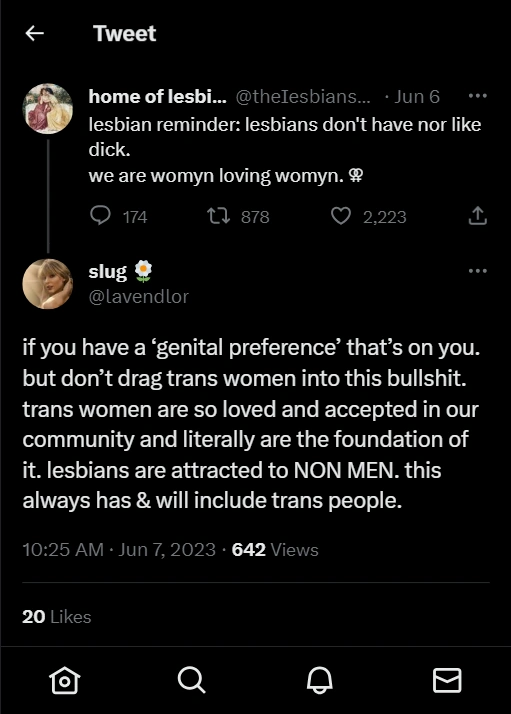 Tweet
home of lesbi... @theIesbians... · Jun 6
lesbian reminder: lesbians don't have nor like
dick.
we are womyn loving womyn. ⚢
174 878 2,223
slug
@lavendlor
if you have a ‘genital preference’ that’s on you.
but don’t drag trans women into this bullshit.
trans women are so loved and accepted in our
community and literally are the foundation of
it. lesbians are attracted to NON MEN. this
always has & will include trans people.
10:25 AM · Jun 7, 2023 · 642 Views
20 Likes